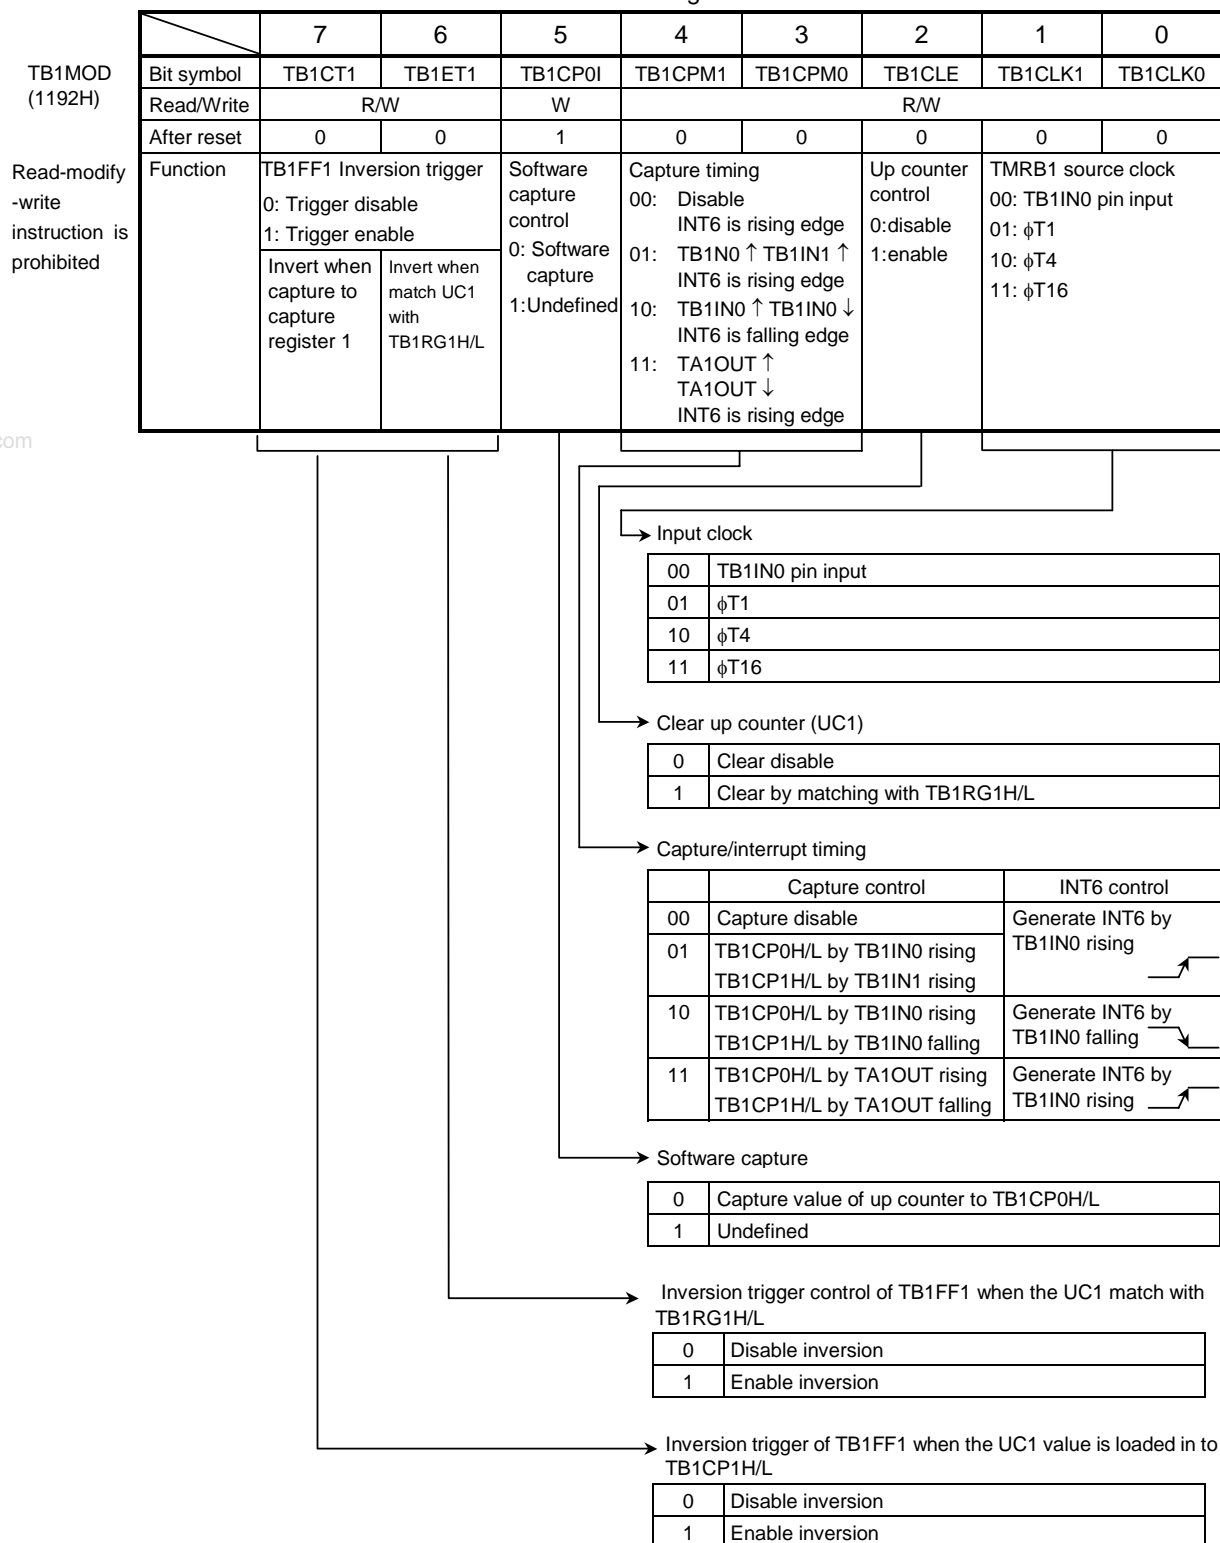 7 6 5 4 3 2 1 0
TB1MOD
(1192H)
Bit symbol TB1CT1 TB1ET1 TB1CP0I TB1CPM1 TB1CPM0 TB1CLE TB1CLK1 TB1CLK0
Read/Write R/W W R/W
After reset 0 0 1 0 0 0 0 0
Read-modify
-write
instruction is
prohibited
Function
TB1FF1 Inversion trigger
0: Trigger disable
1: Trigger enable
Invert when
capture to
capture
register 1
Invert when
match UC1
with
TB1RG1H/L
Software
capture
control
0: Software
capture
1:Undefined
Capture timing
00: Disable
INT6 is rising edge
01: TB1N0 ↑ TB1IN1 ↑
INT6 is rising edge
10: TB1IN0 ↑ TB1IN0 ↓
INT6 is falling edge
11: TA1OUT ↑
TA1OUT ↓
INT6 is rising edge
Up counter
control
0:disable
1:enable
TMRB1 source clock
00: TB1IN0 pin input
01: ϕT1
10: ϕT4
11: ϕT16
com
Input clock
00 TB1IN0 pin input
01 ϕT1
10 ϕT4
11 ϕT16
Clear up counter (UC1)
0 Clear disable
1 Clear by matching with TB1RG1H/L
Capture/interrupt timing
Capture control INT6 control
00 Capture disable
Generate INT6 by
TB1IN0 rising
01 TB1CP0H/L by TB1IN0 rising
TB1CP1H/L by TB1IN1 rising
10 TB1CP0H/L by TB1IN0 rising
TB1CP1H/L by TB1IN0 falling
Generate INT6 by
TB1IN0 falling
11 TB1CP0H/L by TA1OUT rising
TB1CP1H/L by TA1OUT falling
Generate INT6 by
TB1IN0 rising
Software capture
0 Capture value of up counter to TB1CP0H/L
1 Undefined
Inversion trigger control of TB1FF1 when the UC1 match with
TB1RG1H/L
0 Disable inversion
1 Enable inversion
Inversion trigger of TB1FF1 when the UC1 value is loaded in to
TB1CP1H/L
0 Disable inversion
1 Enable inversion